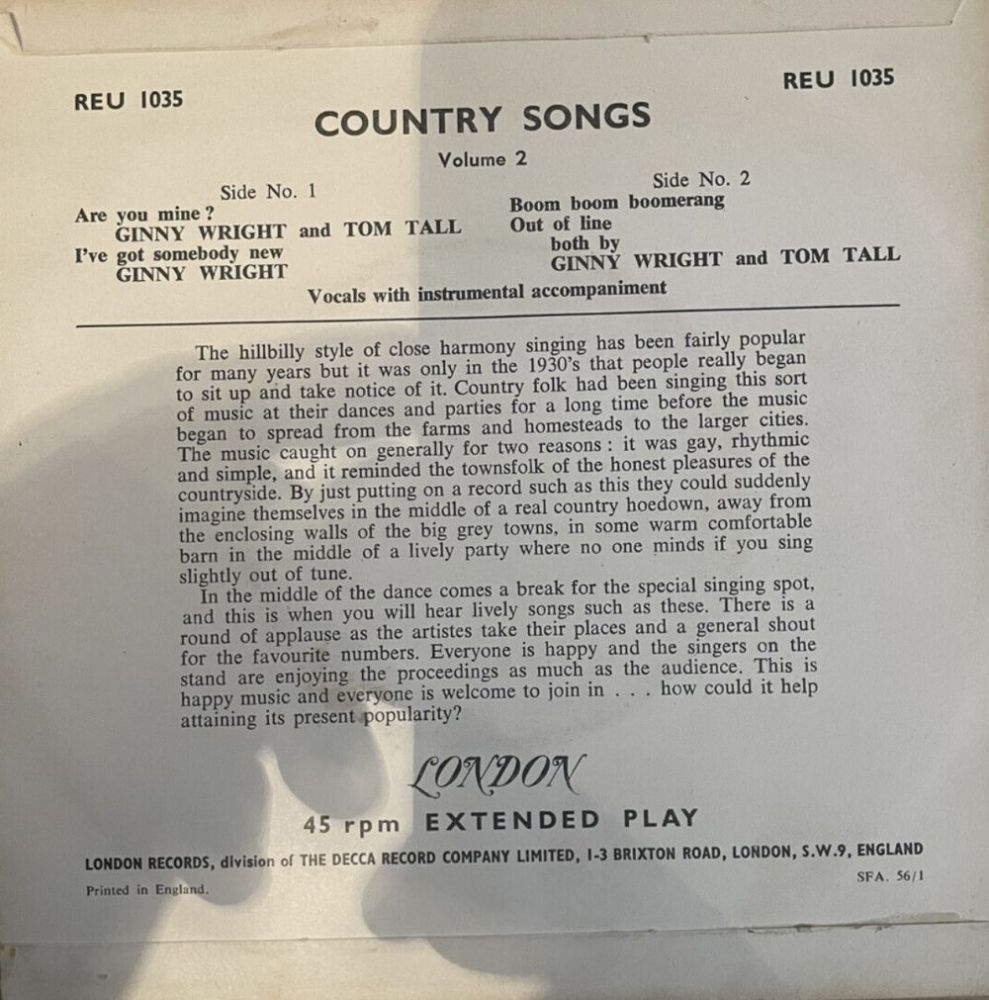 REU 1035
REU 1035
COUNTRY SONGS
Volume 2
Side No. 1
Are you mine?
GINNY WRIGHT and TOM TALL
I've got somebody new
GINNY WRIGHT
Side No. 2
Boom boom boomerang
Out of line
both by
GINNY WRIGHT and TOM TALL
Vocals with instrumental accompaniment
The hillbilly style of close harmony singing has been fairly popular
for many years but it was only in the 1930's that people really began
to sit up and take notice of it. Country folk had been singing this sort
of music at their dances and parties for a long time before the music
began to spread from the farms and homesteads to the larger cities.
The music caught on generally for two reasons : it was gay, rhythmic
and simple, and it reminded the townsfolk of the honest pleasures of the
countryside. By just putting on a record such as this they could suddenly
imagine themselves in the middle of a real country hoedown, away from
the enclosing walls of the big grey towns, in some warm comfortable
barn in the middle of a lively party where no one minds if you sing
slightly out of tune.
In the middle of the dance comes a break for the special singing spot,
and this is when you will hear lively songs such as these. There is a
round of applause as the artistes take their places and a general shout
for the favourite numbers. Everyone is happy and the singers on the
stand are enjoying the proceedings as much as the audience. This is
happy music and everyone is welcome to join in . . . how could it help
attaining its present popularity?
LONDON
45 rpm EXTENDED PLAY
LONDON RECORDS, division of THE DECCA RECORD COMPANY LIMITED, 1-3 BRIXTON ROAD, LONDON, S.W.9, ENGLAND
Printed in England.
SFA. 56/1